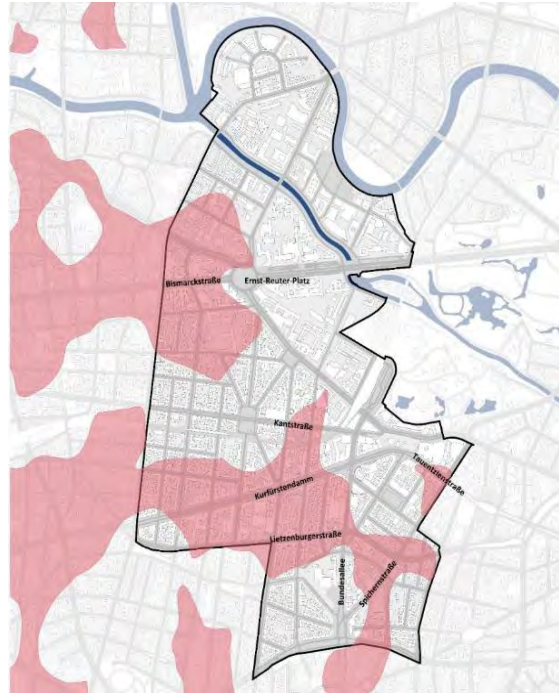 Bismarckstraße
Ernst-Reuter-Platz
Kantstraße
Tauentzienstraße
Kurfürstendamm
Lietzenburgerstraße
Bundesallee
Spichernstraße